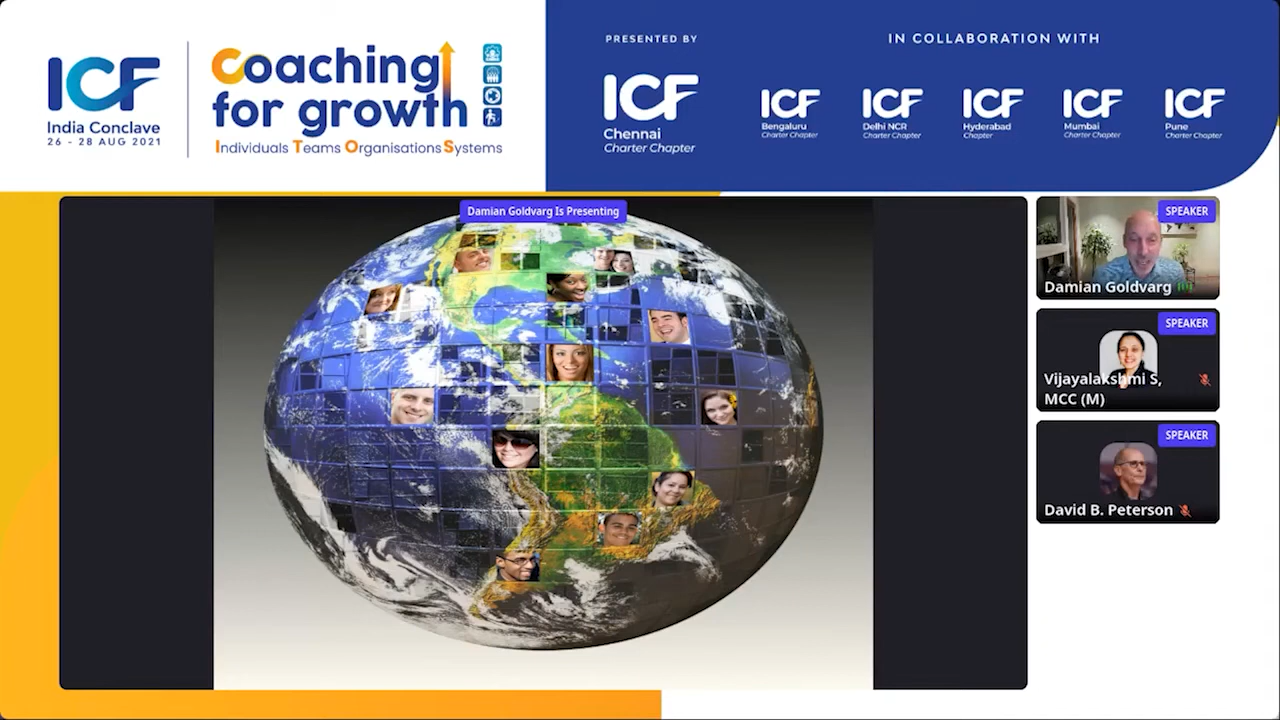 ICF
India Conclave
26 - 28 AUG 2021
Coaching
for growth
Individuals Teams Organisations Systems
PRESENTED BY
ICF
Chennai
Charter Chapter
IN COLLABORATION WITH
ICF
Bengaluru
Charter Chapter
ICF
Delhi NCR
Charter Chapter
ICF
Hyderabad
Charter Chapter
ICF
Mumbai
Charter Chapter
ICF
Pune
Charter Chapter
Damian Goldvarg Is Presenting
SPEAKER
Damian Goldvarg
SPEAKER
Vijayalakshmi S,
MCC (M)
SPEAKER
David B. Peterson